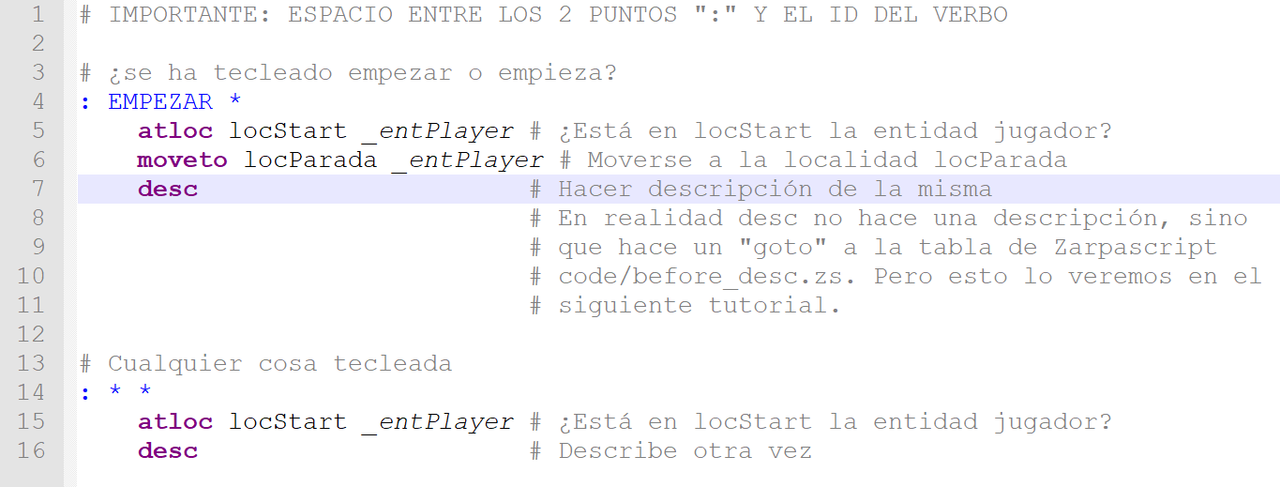 1 # IMPORTANTE: ESPACIO ENTRE LOS 2 PUNTOS ":" Y EL ID DEL VERBO
2
3 # ¿se ha tecleado empezar o empieza?
4 : EMPEZAR *
5     atloc locStart _entPlayer # ¿Está en locStart la entidad jugador?
6     moveto locParada _entPlayer # Moverse a la localidad locParada
7     desc                      # Hacer descripción de la misma
8                               # En realidad desc no hace una descripción, sino
9                               # que hace un "goto" a la tabla de Zarpascript
10                              # code/before_desc.zs. Pero esto lo veremos en el
11                              # siguiente tutorial.
12
13 # Cualquier cosa tecleada
14 : * *
15     atloc locStart _entPlayer # ¿Está en locStart la entidad jugador?
16     desc                      # Describe otra vez